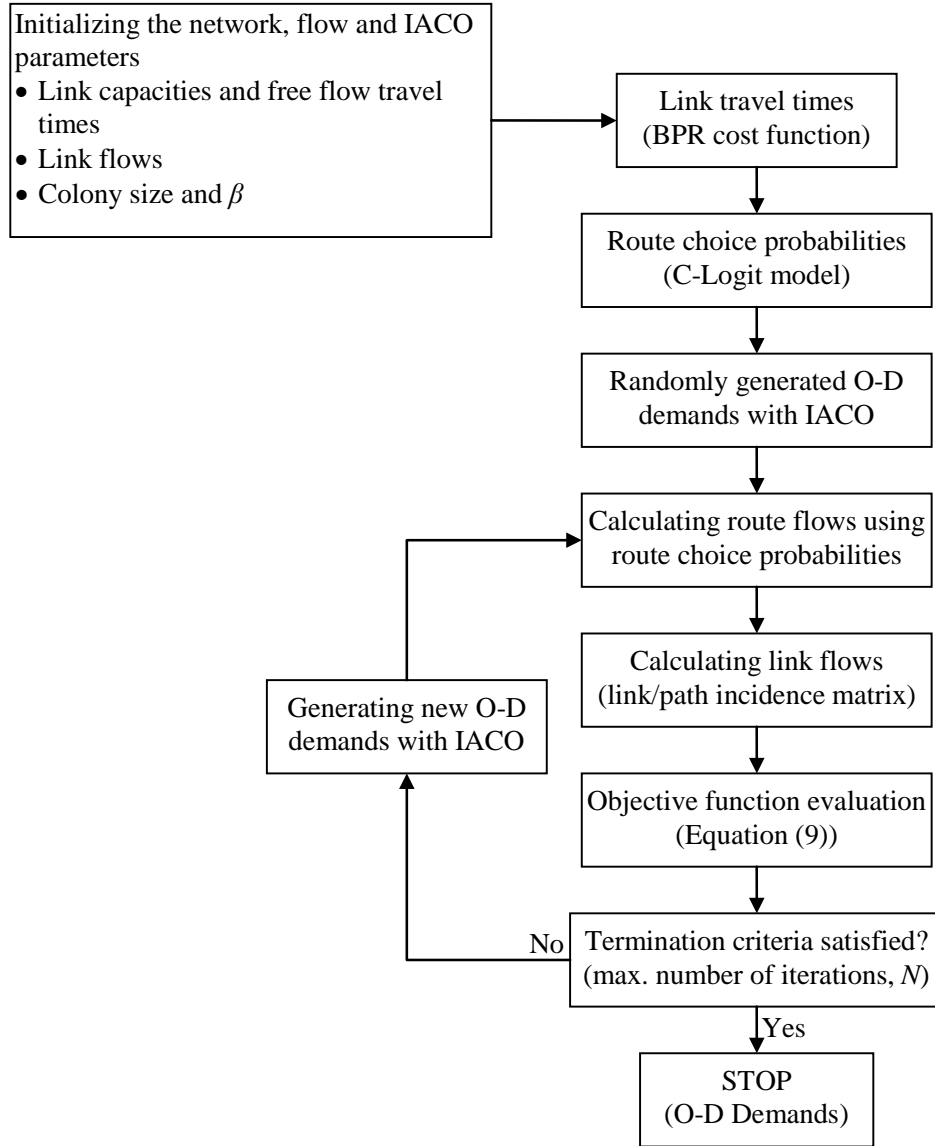 Initializing the network, flow and IACO
parameters
• Link capacities and free flow travel
times
• Link flows
• Colony size and β
Link travel times
(BPR cost function)
Route choice probabilities
(C-Logit model)
Randomly generated O-D
demands with IACO
Calculating route flows using
route choice probabilities
Calculating link flows
(link/path incidence matrix)
Generating new O-D
demands with IACO
Objective function evaluation
(Equation (9))
No
Termination criteria satisfied?
(max. number of iterations, N)
Yes
STOP
(O-D Demands)